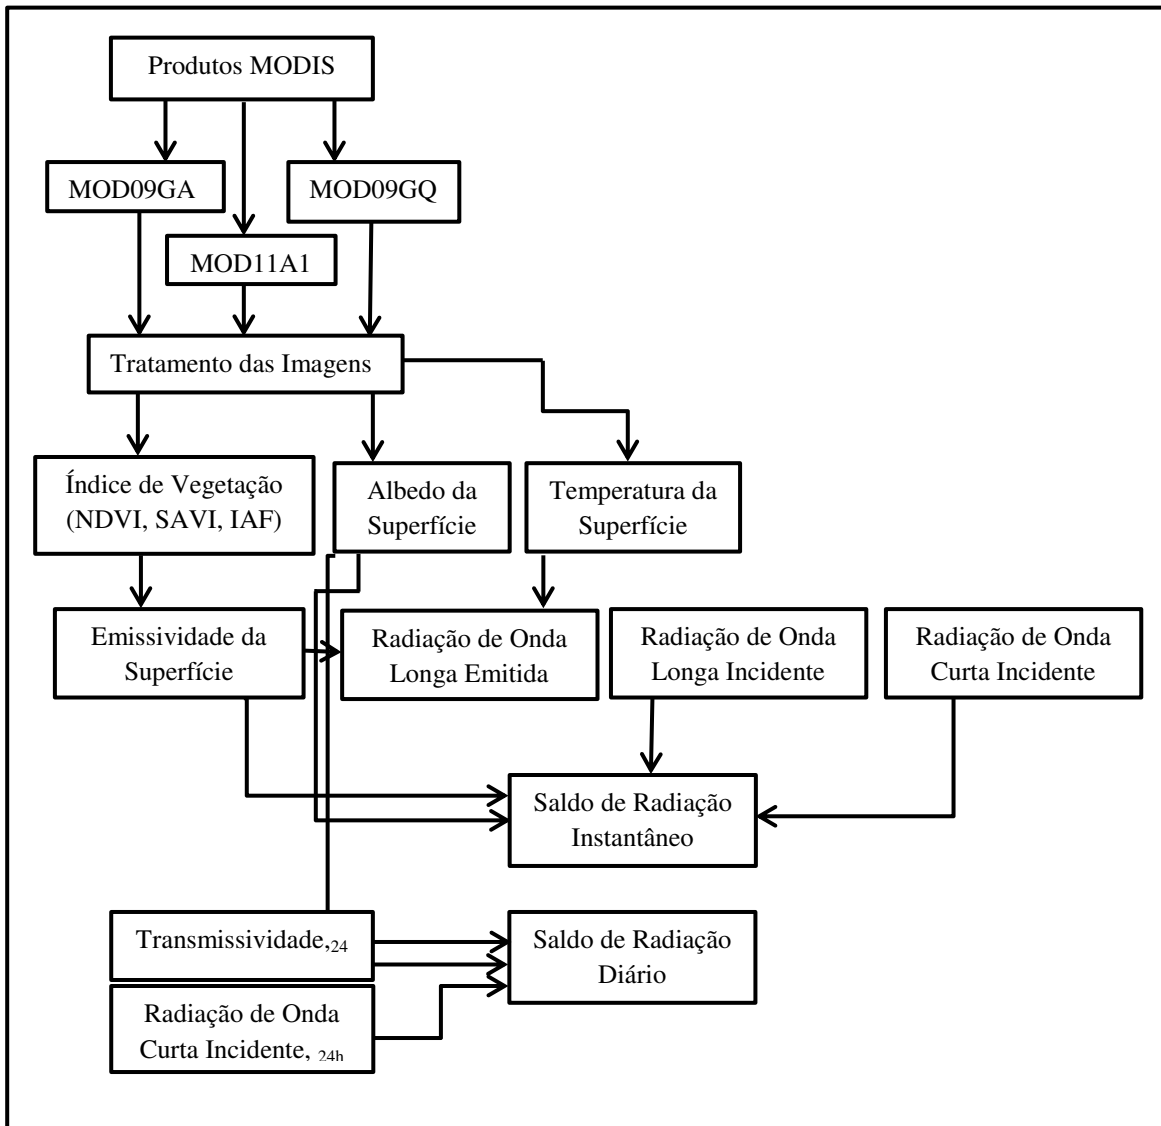 Produtos MODIS
MOD09GA
MOD09GQ
MOD11A1
Tratamento das Imagens
Índice de Vegetação
(NDVI, SAVI, IAF)
Albedo da
Superfície
Temperatura da
Superfície
Emissividade da
Superfície
Radiação de Onda
Longa Emitida
Radiação de Onda
Longa Incidente
Radiação de Onda
Curta Incidente
Saldo de Radiação
Instantâneo
Transmissividade,24
Saldo de Radiação
Diário
Radiação de Onda
Curta Incidente, 24h